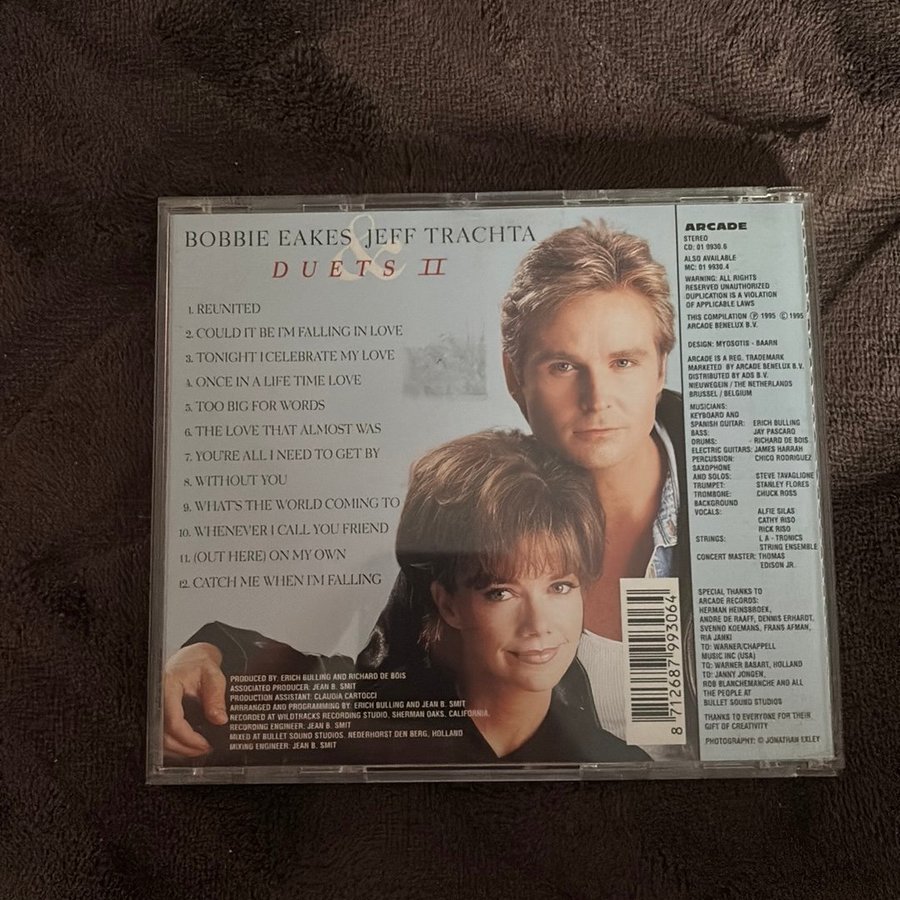 BOBBIE EAKES & JEFF TRACHTA
DUETS II
1. REUNITED
2. COULD IT BE I'M FALLING IN LOVE
3. TONIGHT I CELEBRATE MY LOVE
4. ONCE IN A LIFE TIME LOVE
5. TOO BIG FOR WORDS
6. THE LOVE THAT ALMOST WAS
7. YOU'RE ALL I NEED TO GET BY
8. WITHOUT YOU
9. WHAT'S THE WORLD COMING TO
10. WHENEVER I CALL YOU FRIEND
11. (OUT HERE) ON MY OWN
12. CATCH ME WHEN I'M FALLING
PRODUCED BY: ERICH BULLING AND RICHARD DE BOIS
ASSOCIATED PRODUCER: JEAN B. SMIT
PRODUCTION ASSISTANT: CLAUDIA CARTOCCI
ARRRANGED AND PROGRAMMING BY: ERICH BULLING AND JEAN B. SMIT
RECORDED AT WILDTRACKS RECORDING STUDIO, SHERMAN OAKS, CALIFORNIA.
RECORDING ENGINEER: JEAN B. SMIT
MIXED AT BULLET SOUND STUDIOS. NEDERHORST DEN BERG, HOLLAND
MIXING ENGINEER: JEAN B. SMIT
8 712687 993064
ARCADE
STEREO
CD: 01 9930.6
ALSO AVAILABLE
MC: 01 9930.4
WARNING: ALL RIGHTS
RESERVED UNAUTHORIZED
DUPLICATION IS A VIOLATION
OF APPLICABLE LAWS
THIS COMPILATION Ⓟ 1995 © 1995
ARCADE BENELUX B.V.
DESIGN: MYOSOTIS - BAARN
ARCADE IS A REG. TRADEMARK
MARKETED BY ARCADE BENELUX B.V.
DISTRIBUTED BY ADS B.V.
NIEUWEGEIN / THE NETHERLANDS
BRUSSEL / BELGIUM
MUSICIANS:
KEYBOARD AND
SPANISH GUITAR: ERICH BULLING
BASS: JAY PASCARO
DRUMS: RICHARD DE BOIS
ELECTRIC GUITARS: JAMES HARRAH
PERCUSSION: CHICO RODRIGUEZ
SAXOPHONE
AND SOLOS: STEVE TAVAGLIONE
TRUMPET: STANLEY FLORES
TROMBONE: CHUCK ROSS
BACKGROUND
VOCALS: ALFIE SILAS
CATHY RISO
RICK RISO
STRINGS: L A - TRONICS
STRING ENSEMBLE
CONCERT MASTER: THOMAS
EDISON JR.
SPECIAL THANKS TO
ARCADE RECORDS:
HERMAN HEINSBROEK,
ANDRE DE RAAFF, DENNIS ERHARDT,
SVENNO KOEMANS, FRANS AFMAN,
RIA JANKI
TO: WARNER/CHAPPELL
MUSIC INC (USA)
TO: WARNER BASART, HOLLAND
TO: JANNY JONGEN,
ROB BLANCHEMANCHE AND ALL
THE PEOPLE AT
BULLET SOUND STUDIOS
THANKS TO EVERYONE FOR THEIR
GIFT OF CREATIVITY
PHOTOGRAPHY: © JONATHAN EXLEY